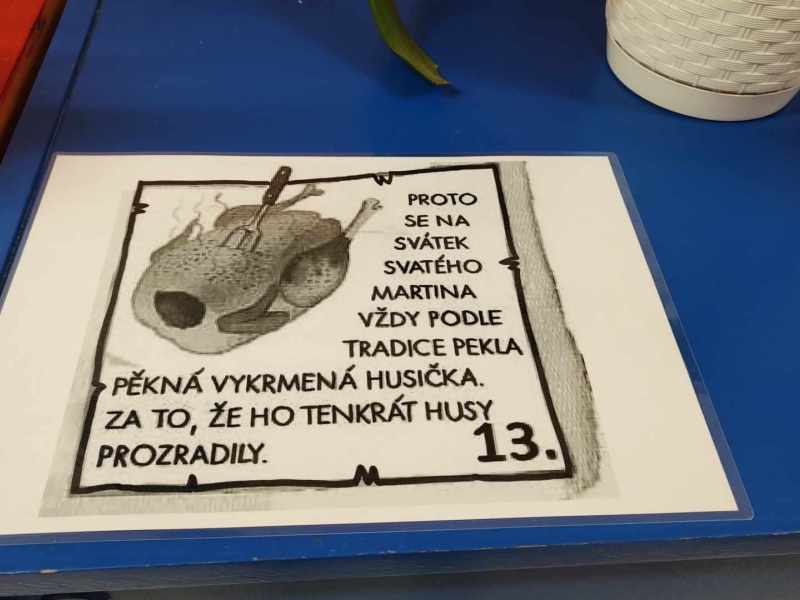 PROTO
SE NA
SVÁTEK
SVATÉHO
MARTINA
VŽDY PODLE
TRADICE PEKLA
PĚKNÁ VYKRMENÁ HUSIČKA.
ZA TO, ŽE HO TENKRÁT HUSY
PROZRADILY.
13.